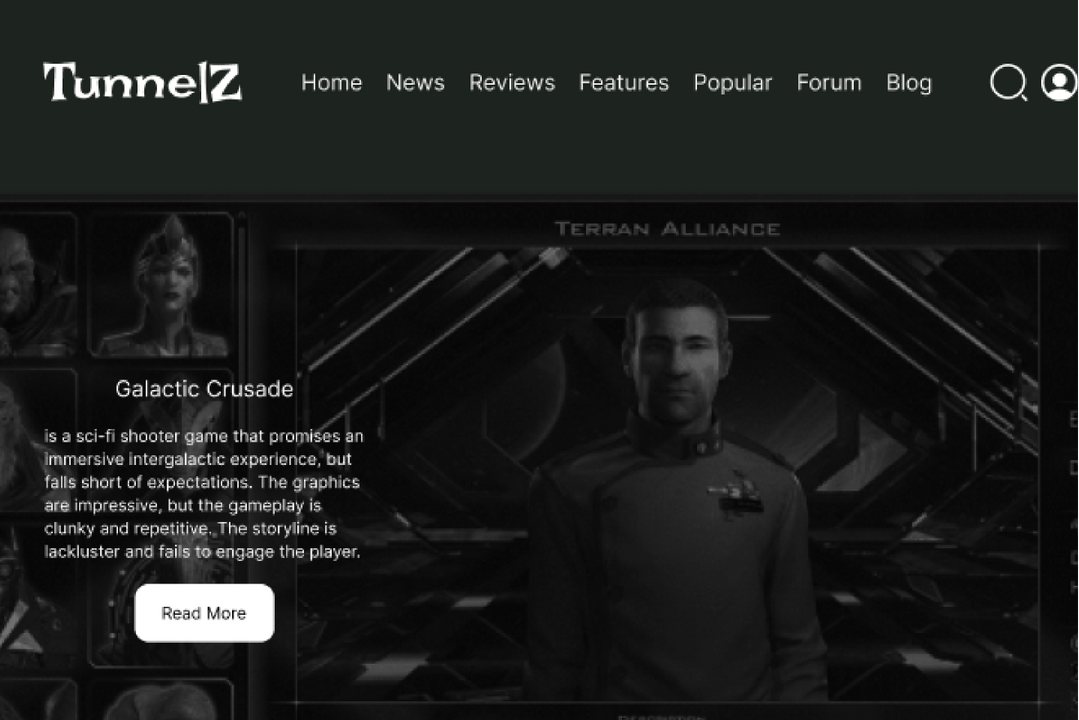 TunnelZ
Home News Reviews Features Popular Forum Blog
Terran Alliance
Galactic Crusade
is a sci-fi shooter game that promises an
immersive intergalactic experience, but
falls short of expectations. The graphics
are impressive, but the gameplay is
clunky and repetitive. The storyline is
lackluster and fails to engage the player.
Read More